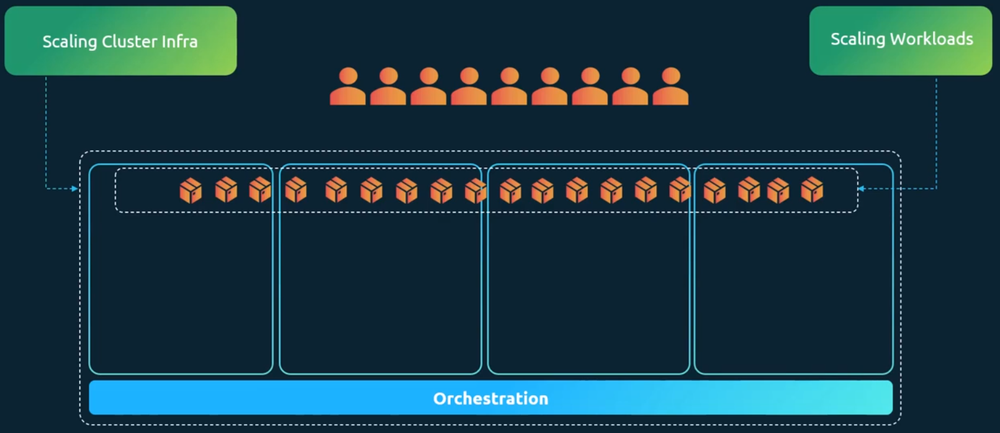 Scaling Cluster Infra
Scaling Workloads
Orchestration